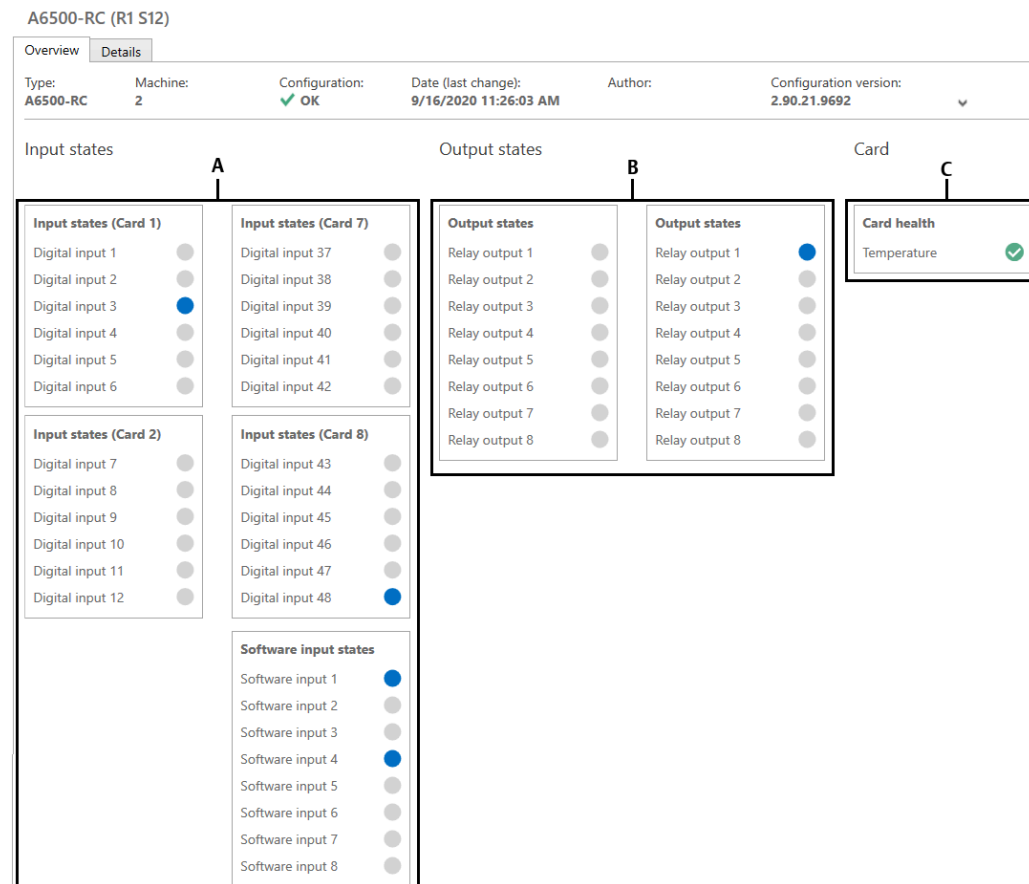 A6500-RC (R1 S12)
Overview Details
Type: Machine: Configuration: Date (last change): Author: Configuration version:
A6500-RC 2 OK 9/16/2020 11:26:03 AM 2.90.21.9692
Input states Output states Card
A B C
Input states (Card 1)
Digital input 1
Digital input 2
Digital input 3
Digital input 4
Digital input 5
Digital input 6
Input states (Card 2)
Digital input 7
Digital input 8
Digital input 9
Digital input 10
Digital input 11
Digital input 12
Input states (Card 7)
Digital input 37
Digital input 38
Digital input 39
Digital input 40
Digital input 41
Digital input 42
Input states (Card 8)
Digital input 43
Digital input 44
Digital input 45
Digital input 46
Digital input 47
Digital input 48
Software input states
Software input 1
Software input 2
Software input 3
Software input 4
Software input 5
Software input 6
Software input 7
Software input 8
Output states
Relay output 1
Relay output 2
Relay output 3
Relay output 4
Relay output 5
Relay output 6
Relay output 7
Relay output 8
Output states
Relay output 1
Relay output 2
Relay output 3
Relay output 4
Relay output 5
Relay output 6
Relay output 7
Relay output 8
Card health
Temperature